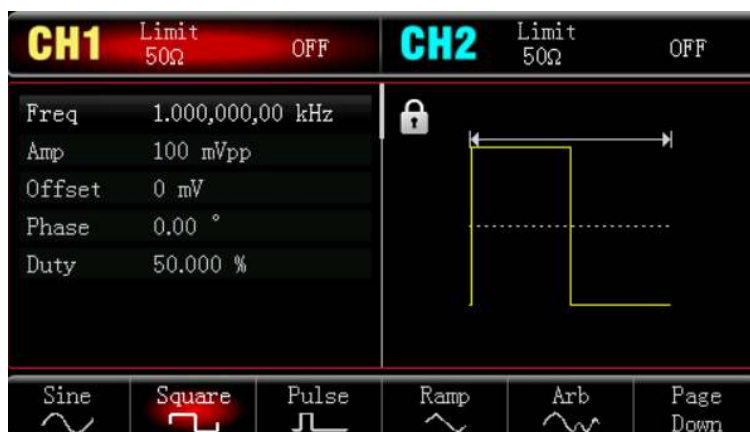 CH1 Limit 50Ω OFF
CH2 Limit 50Ω OFF
Freq 1.000,000,00 kHz
Amp 100 mVpp
Offset 0 mV
Phase 0.00 °
Duty 50.000 %
Sine Square Pulse Ramp Arb Page Down